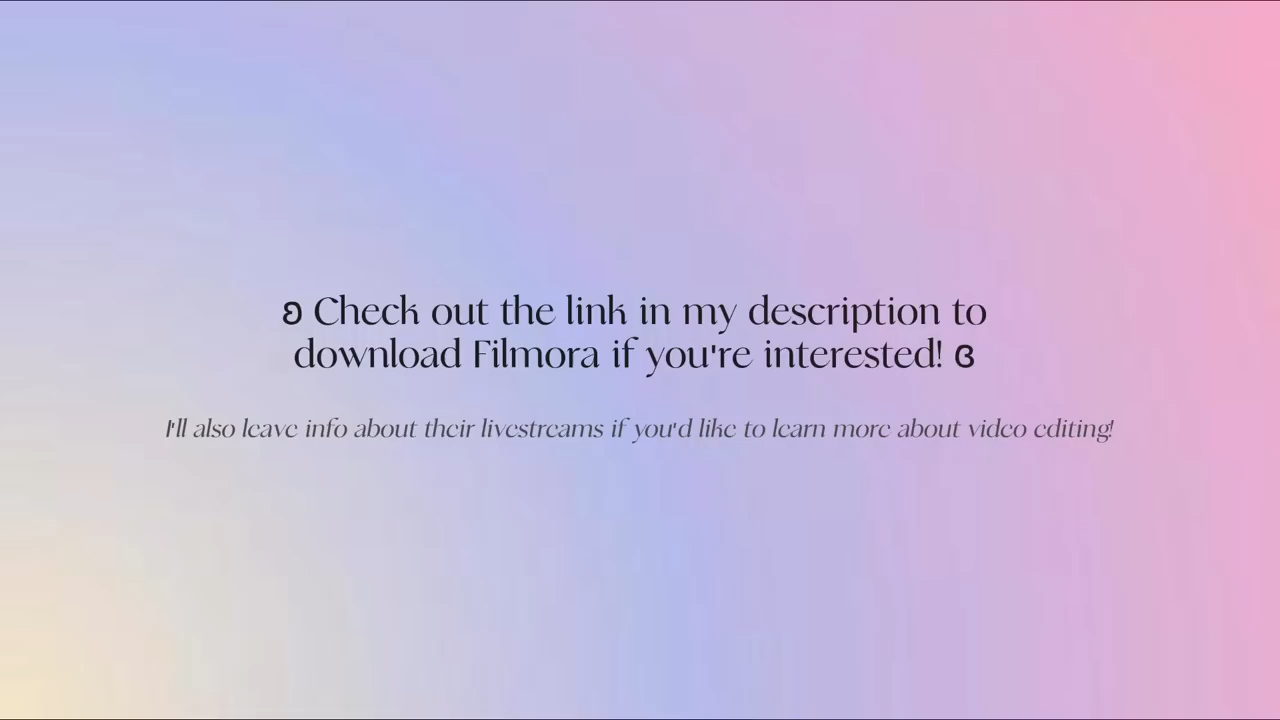 ʚ Check out the link in my description to
download Filmora if you're interested! ɞ
I'll also leave info about their livestreams if you'd like to learn more about video editing!